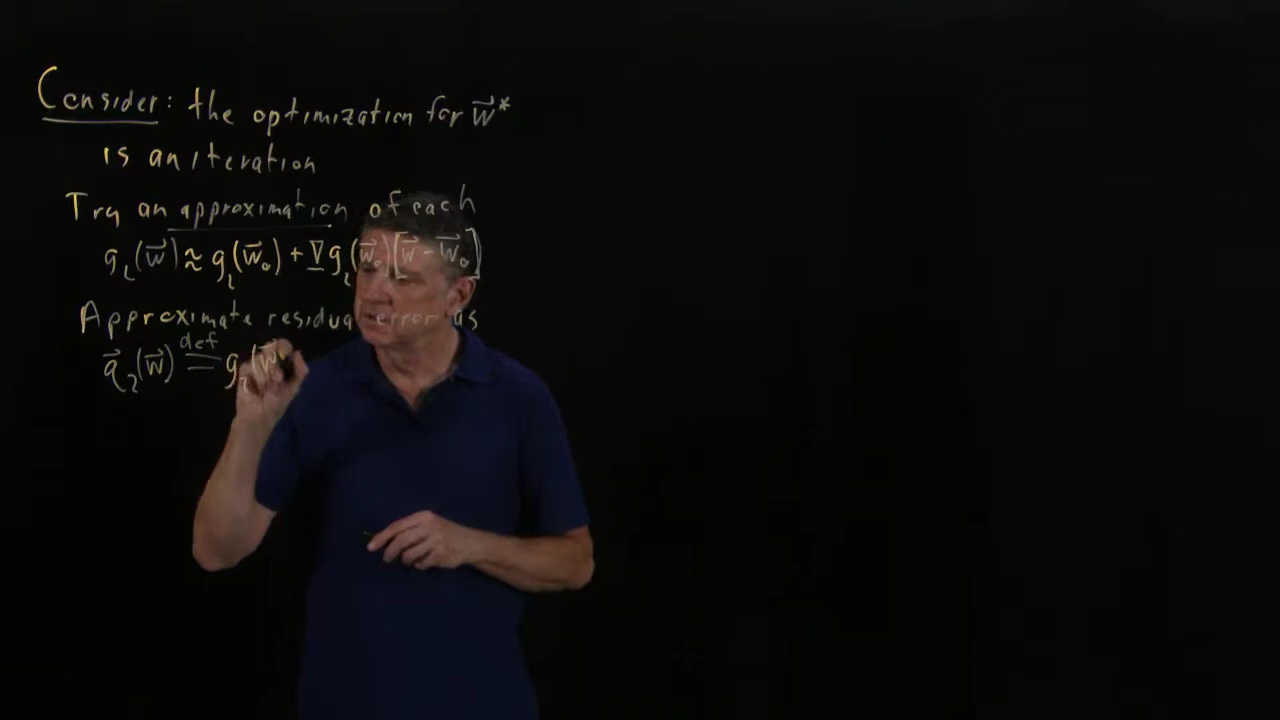 Consider: the optimization for w⃗*
is an iteration
Try an approximation of each
g_i(w⃗) ≈ g_i(w⃗₀) + ∇g_i(w⃗₀)[w⃗ - w⃗₀]
Approximate residual error as
def
q⃗_i(w⃗) = g_i(w⃗